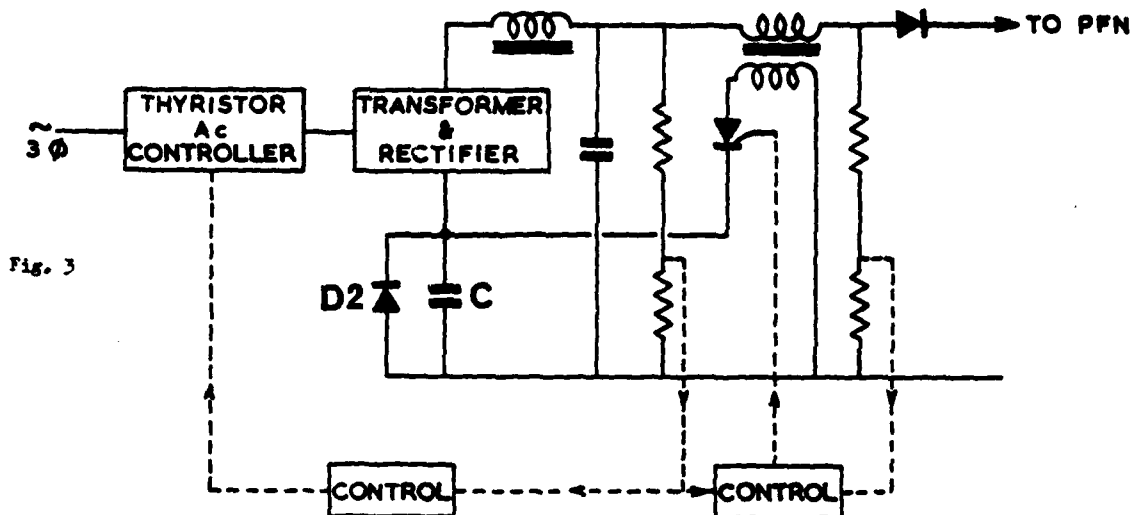 TO PFN
THYRISTOR
Ac
CONTROLLER
TRANSFORMER
&
RECTIFIER
~
3 Φ
Fig. 3
D2
C
CONTROL
CONTROL